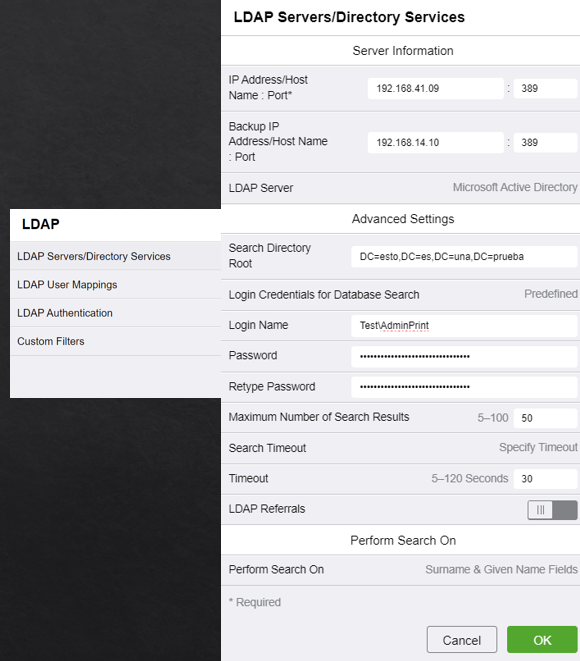 LDAP
LDAP Servers/Directory Services
LDAP User Mappings
LDAP Authentication
Custom Filters
LDAP Servers/Directory Services
Server Information
IP Address/Host
Name : Port*
192.168.41.09 : 389
Backup IP
Address/Host Name
: Port
192.168.14.10 : 389
LDAP Server Microsoft Active Directory
Advanced Settings
Search Directory
Root
DC=esto,DC=es,DC=una,DC=prueba
Login Credentials for Database Search Predefined
Login Name Test\AdminPrint
Password ••••••••••••••••••••••••••••••••
Retype Password ••••••••••••••••••••••••••••••••
Maximum Number of Search Results 5–100 50
Search Timeout Specify Timeout
Timeout 5–120 Seconds 30
LDAP Referrals
Perform Search On
Perform Search On Surname & Given Name Fields
* Required
Cancel OK